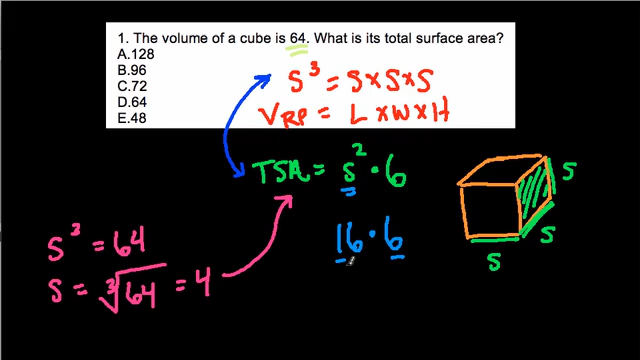 1. The volume of a cube is 64. What is its total surface area?
A.128
B.96
C.72
D.64
E.48
S³ = S×S×S
V_RP = L×W×H
TSA = s²·6
16·6
S³ = 64
S = ∛64 = 4
S
S
S